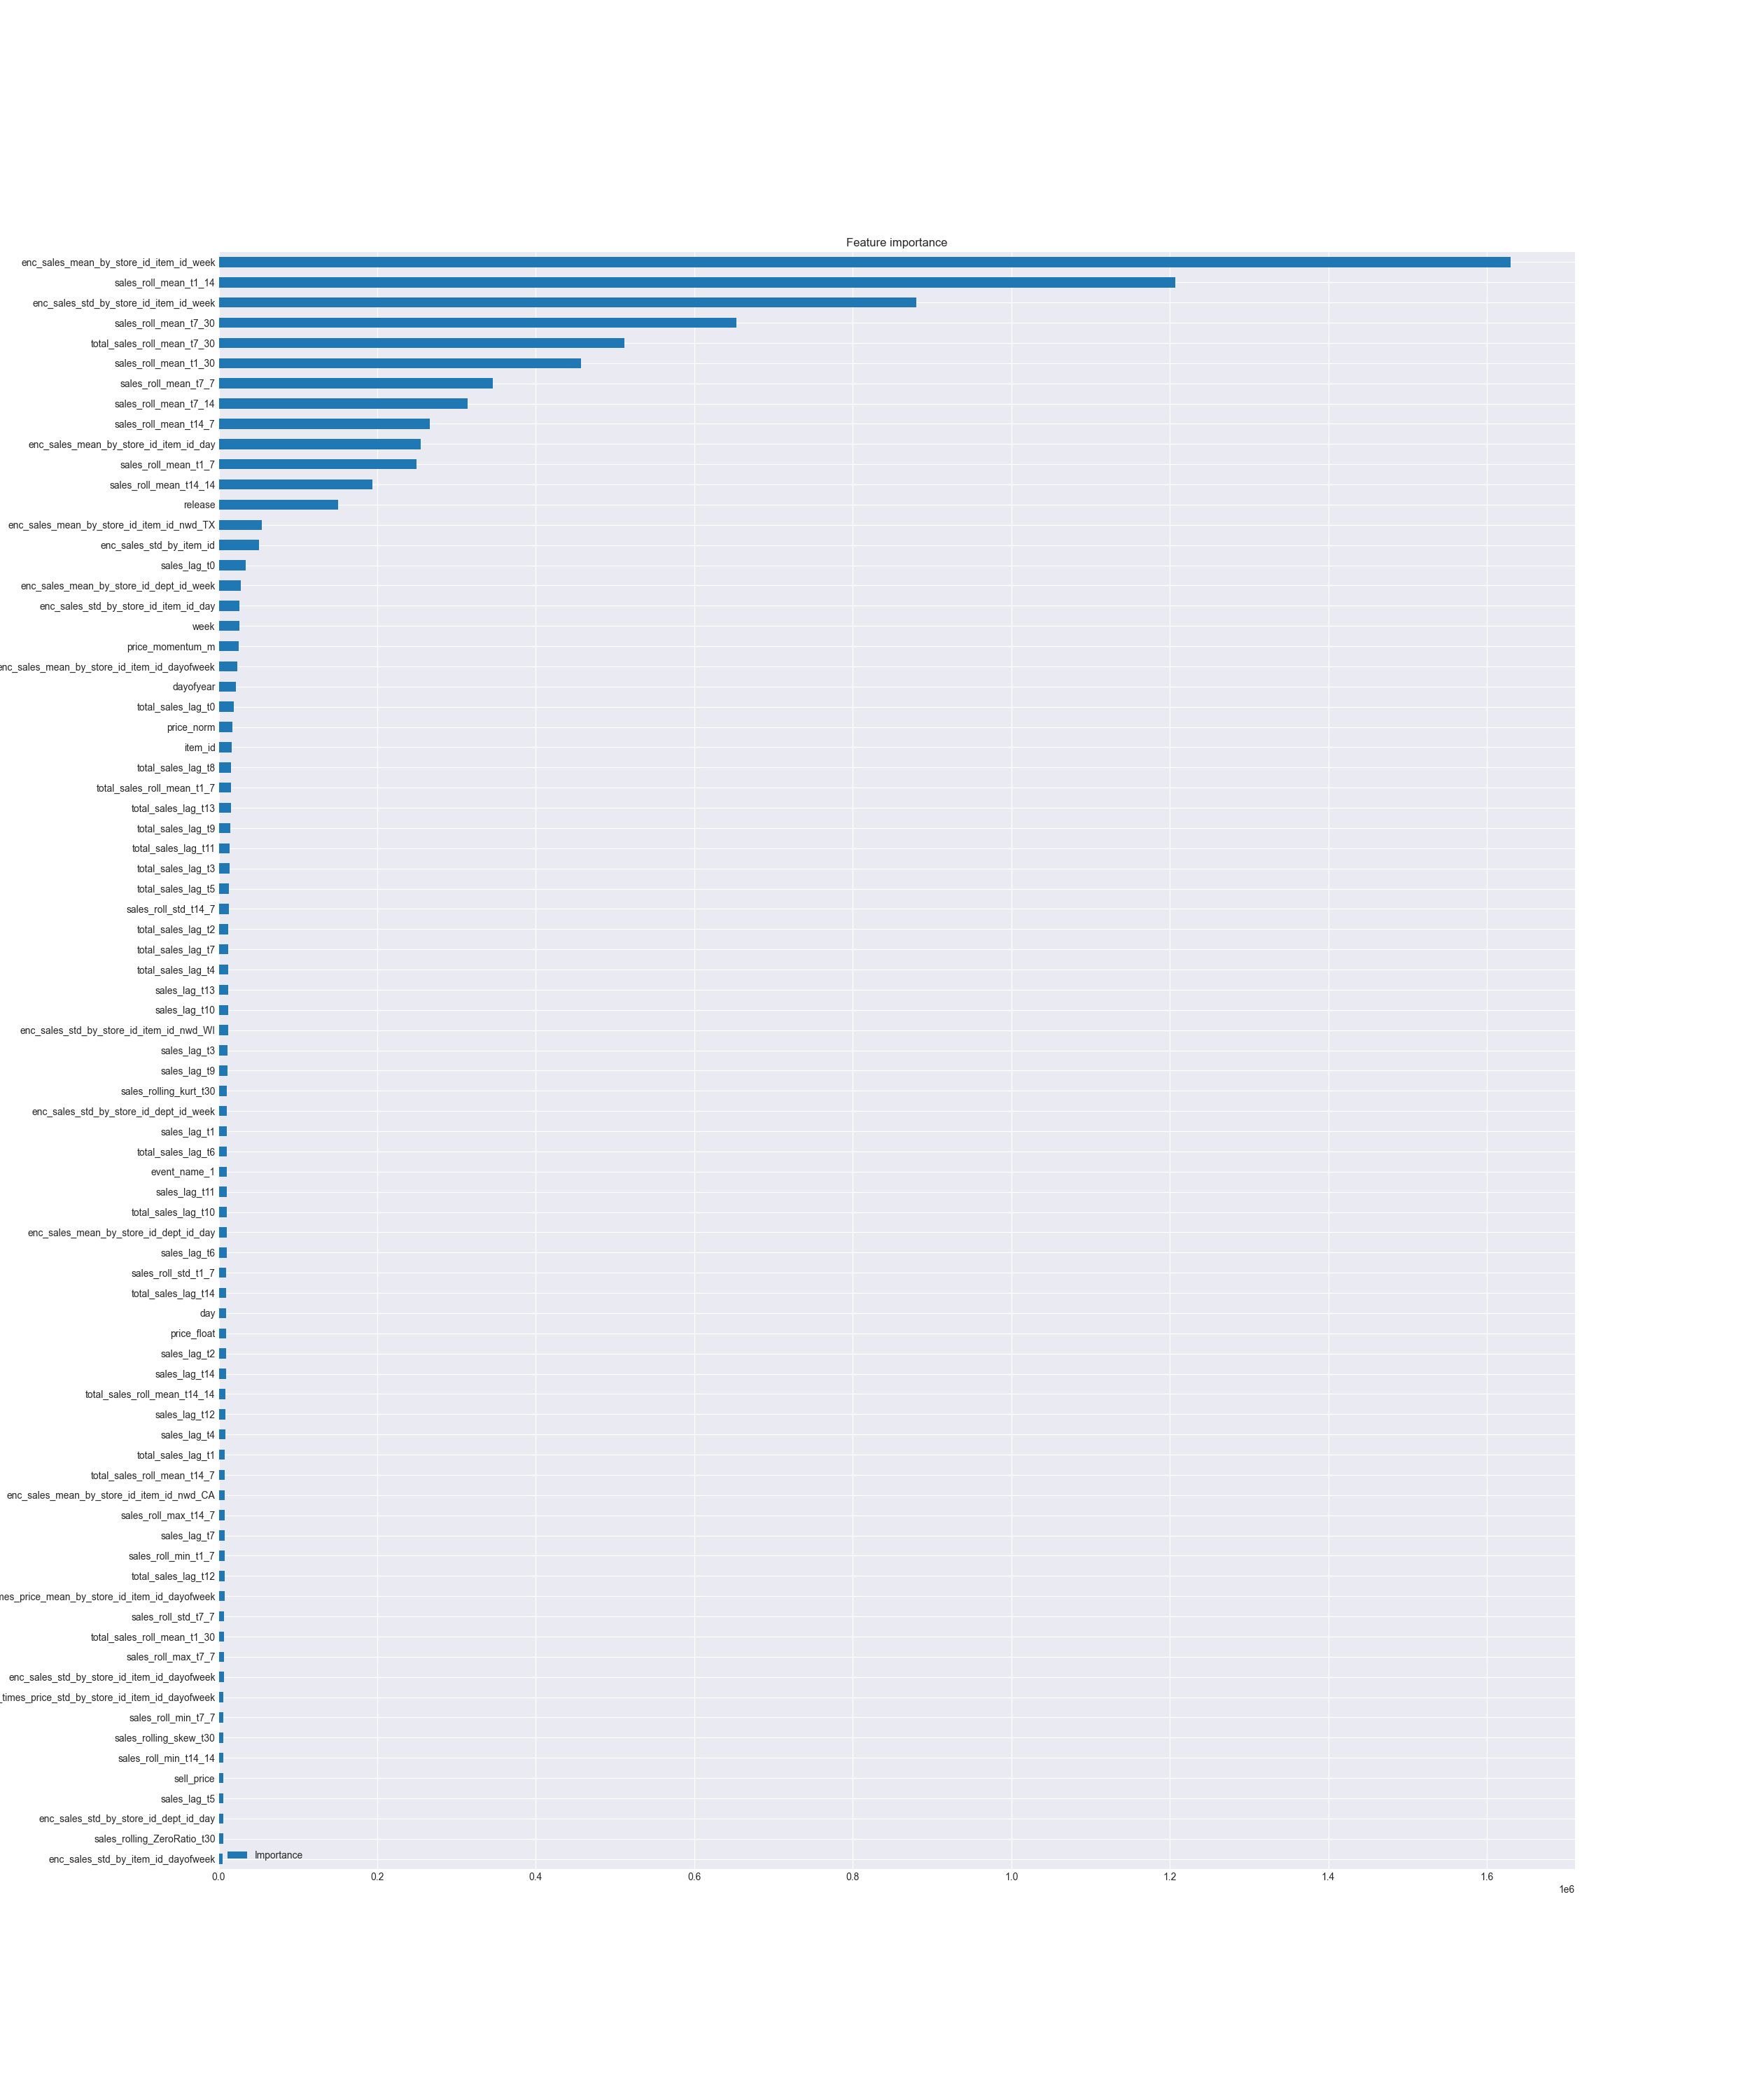 Feature importance
enc_sales_mean_by_store_id_item_id_week
sales_roll_mean_t1_14
enc_sales_std_by_store_id_item_id_week
sales_roll_mean_t7_30
total_sales_roll_mean_t7_30
sales_roll_mean_t1_30
sales_roll_mean_t7_7
sales_roll_mean_t7_14
sales_roll_mean_t14_7
enc_sales_mean_by_store_id_item_id_day
sales_roll_mean_t1_7
sales_roll_mean_t14_14
release
enc_sales_mean_by_store_id_item_id_nwd_TX
enc_sales_std_by_item_id
sales_lag_t0
enc_sales_mean_by_store_id_dept_id_week
enc_sales_std_by_store_id_item_id_day
week
price_momentum_m
enc_sales_mean_by_store_id_item_id_dayofweek
dayofyear
total_sales_lag_t0
price_norm
item_id
total_sales_lag_t8
total_sales_roll_mean_t1_7
total_sales_lag_t13
total_sales_lag_t9
total_sales_lag_t11
total_sales_lag_t3
total_sales_lag_t5
sales_roll_std_t14_7
total_sales_lag_t2
total_sales_lag_t7
total_sales_lag_t4
sales_lag_t13
sales_lag_t10
enc_sales_std_by_store_id_item_id_nwd_WI
sales_lag_t3
sales_lag_t9
sales_rolling_kurt_t30
enc_sales_std_by_store_id_dept_id_week
sales_lag_t1
total_sales_lag_t6
event_name_1
sales_lag_t11
total_sales_lag_t10
enc_sales_mean_by_store_id_dept_id_day
sales_lag_t6
sales_roll_std_t1_7
total_sales_lag_t14
day
price_float
sales_lag_t2
sales_lag_t14
total_sales_roll_mean_t14_14
sales_lag_t12
sales_lag_t4
total_sales_lag_t1
total_sales_roll_mean_t14_7
enc_sales_mean_by_store_id_item_id_nwd_CA
sales_roll_max_t14_7
sales_lag_t7
sales_roll_min_t1_7
total_sales_lag_t12
mes_price_mean_by_store_id_item_id_dayofweek
sales_roll_std_t7_7
total_sales_roll_mean_t1_30
sales_roll_max_t7_7
enc_sales_std_by_store_id_item_id_dayofweek
_times_price_std_by_store_id_item_id_dayofweek
sales_roll_min_t7_7
sales_rolling_skew_t30
sales_roll_min_t14_14
sell_price
sales_lag_t5
enc_sales_std_by_store_id_dept_id_day
sales_rolling_ZeroRatio_t30
enc_sales_std_by_item_id_dayofweek
Importance
0.0 0.2 0.4 0.6 0.8 1.0 1.2 1.4 1.6
1e6